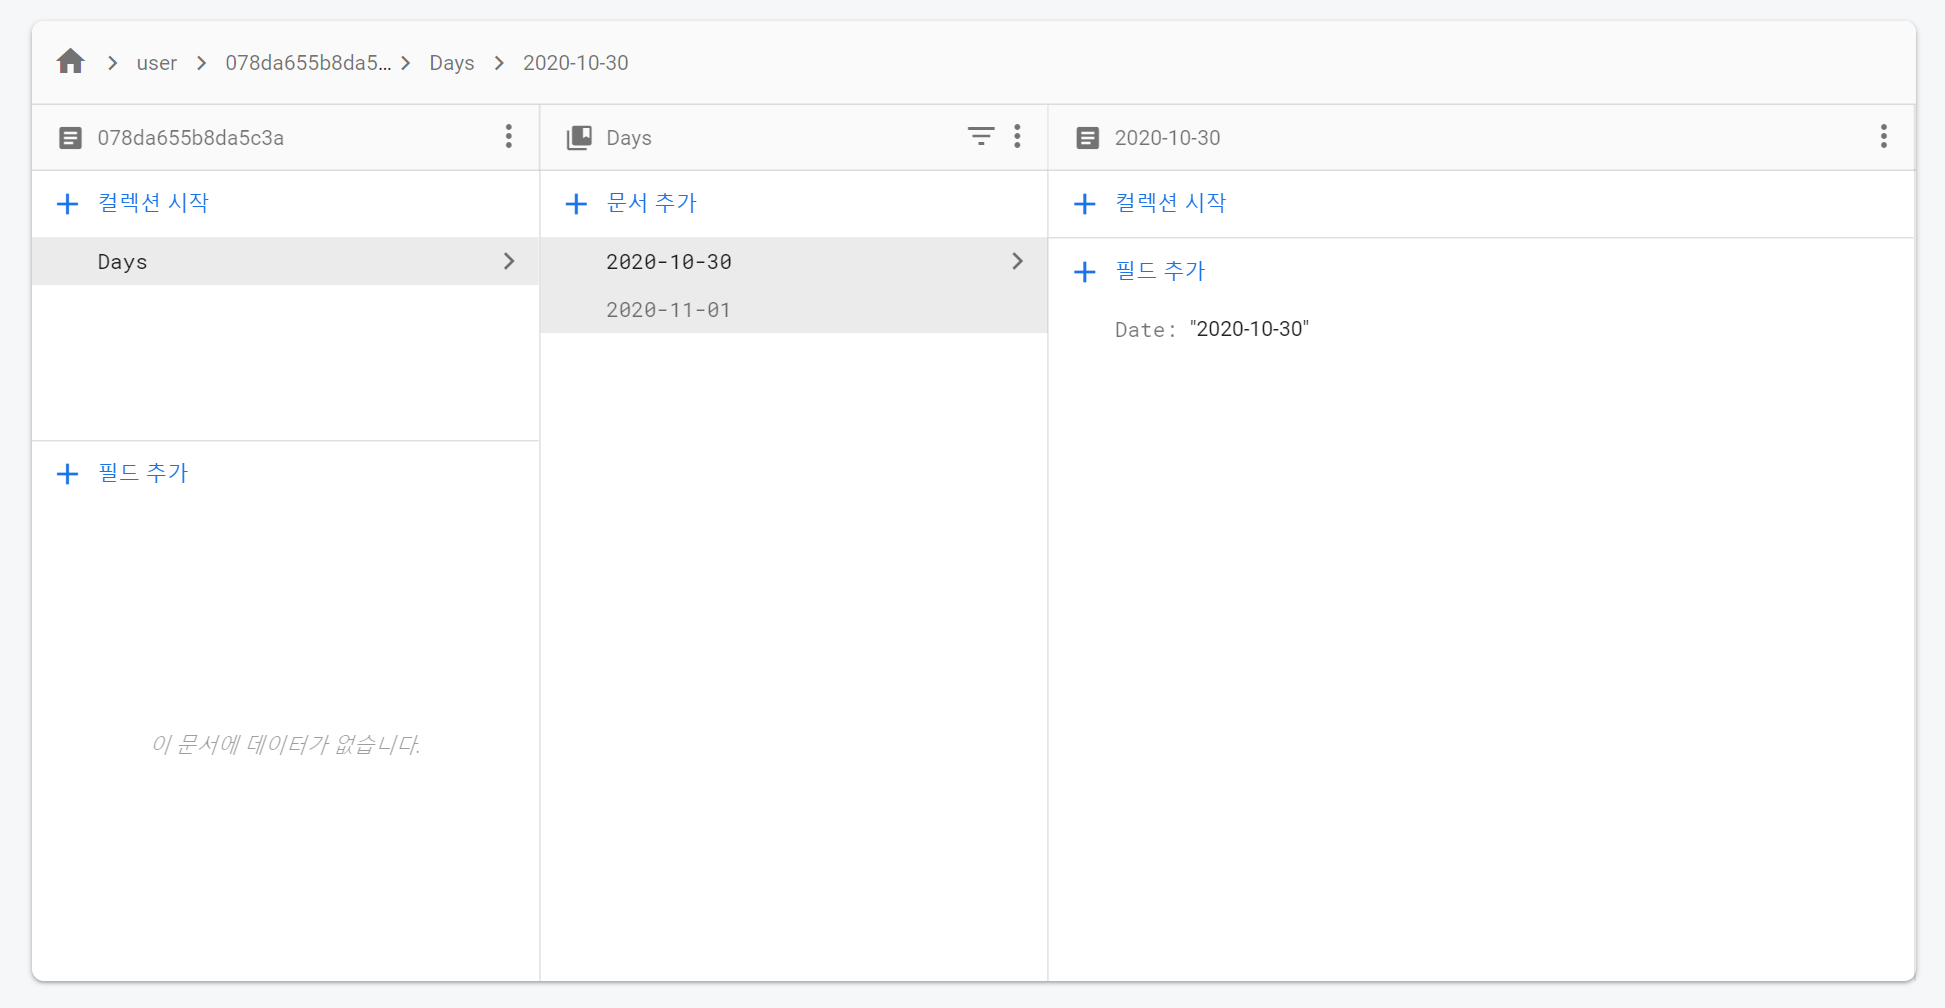 user > 078da655b8da5... > Days > 2020-10-30
078da655b8da5c3a
컬렉션 시작
Days
필드 추가
이 문서에 데이터가 없습니다.
Days
문서 추가
2020-10-30
2020-11-01
2020-10-30
컬렉션 시작
필드 추가
Date: "2020-10-30"